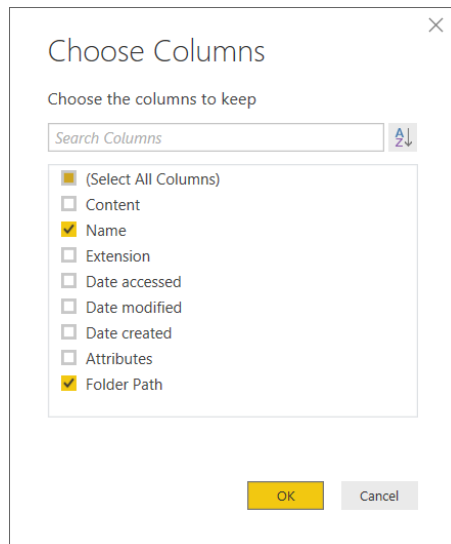 Choose Columns
Choose the columns to keep
Search Columns
(Select All Columns)
Content
Name
Extension
Date accessed
Date modified
Date created
Attributes
Folder Path
OK Cancel